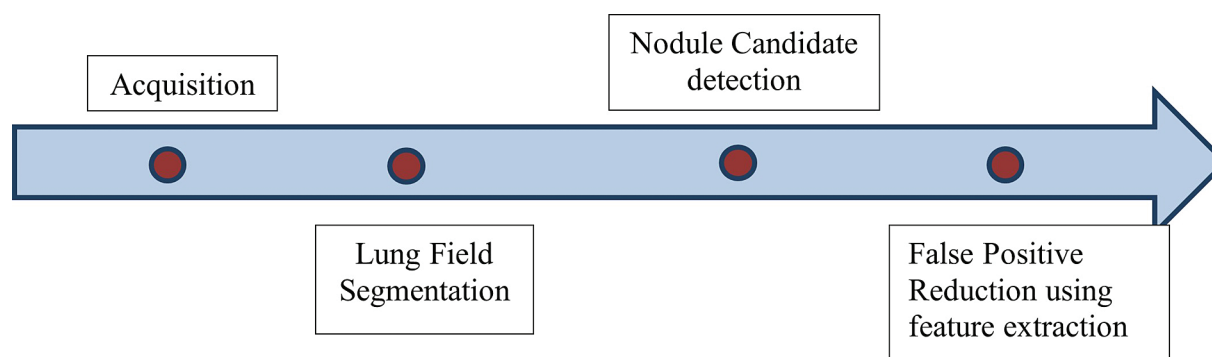 Acquisition
Lung Field
Segmentation
Nodule Candidate
detection
False Positive
Reduction using
feature extraction